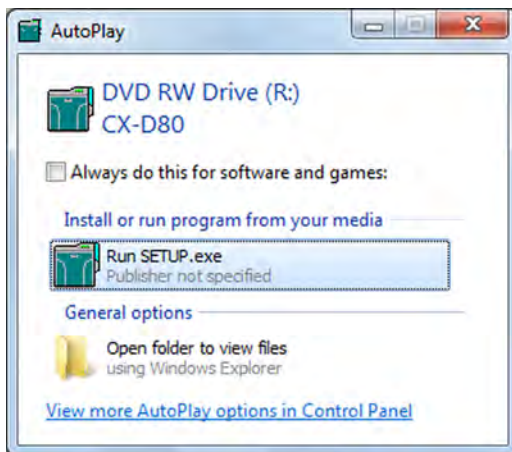 AutoPlay
DVD RW Drive (R:)
CX-D80
Always do this for software and games:
Install or run program from your media
Run SETUP.exe
Publisher not specified
General options
Open folder to view files
using Windows Explorer
View more AutoPlay options in Control Panel